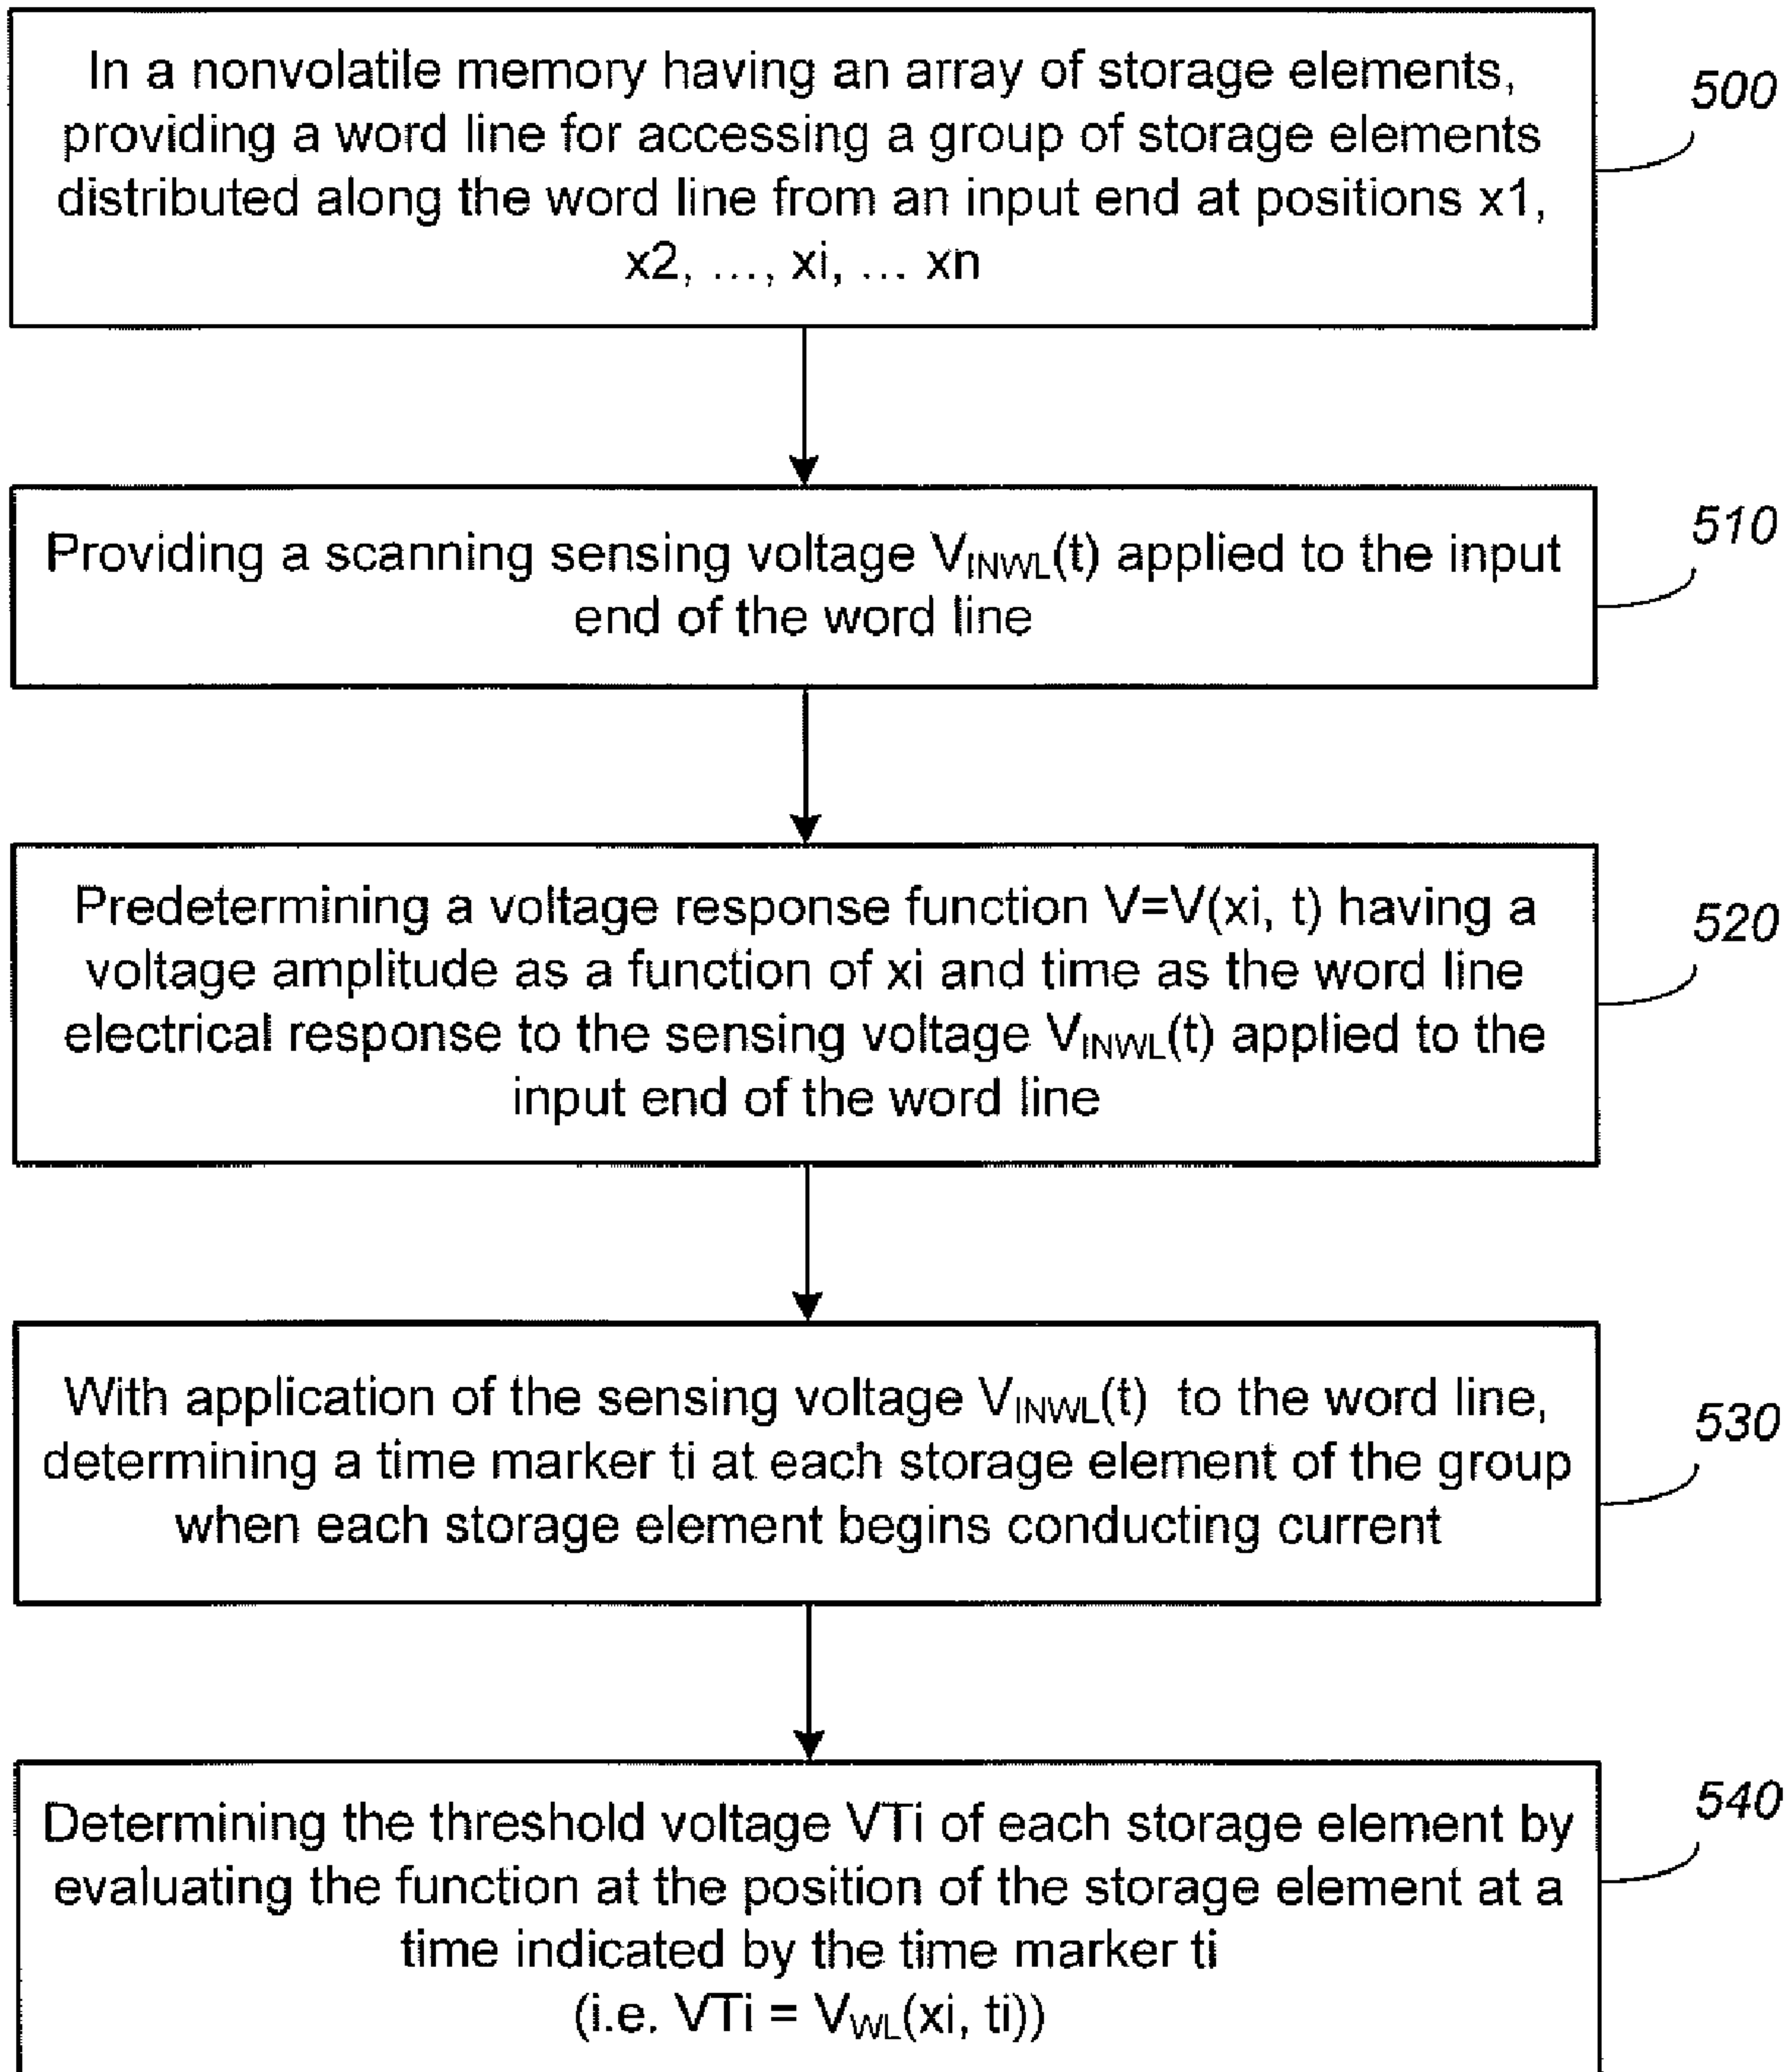 In a nonvolatile memory having an array of storage elements,
providing a word line for accessing a group of storage elements
distributed along the word line from an input end at positions x1,
x2, ..., xi, ... xn
500
Providing a scanning sensing voltage VINWL(t) applied to the input
end of the word line
510
Predetermining a voltage response function V=V(xi, t) having a
voltage amplitude as a function of xi and time as the word line
electrical response to the sensing voltage VINWL(t) applied to the
input end of the word line
520
With application of the sensing voltage VINWL(t) to the word line,
determining a time marker ti at each storage element of the group
when each storage element begins conducting current
530
Determining the threshold voltage VTi of each storage element by
evaluating the function at the position of the storage element at a
time indicated by the time marker ti
(i.e. VTi = VWL(xi, ti))
540